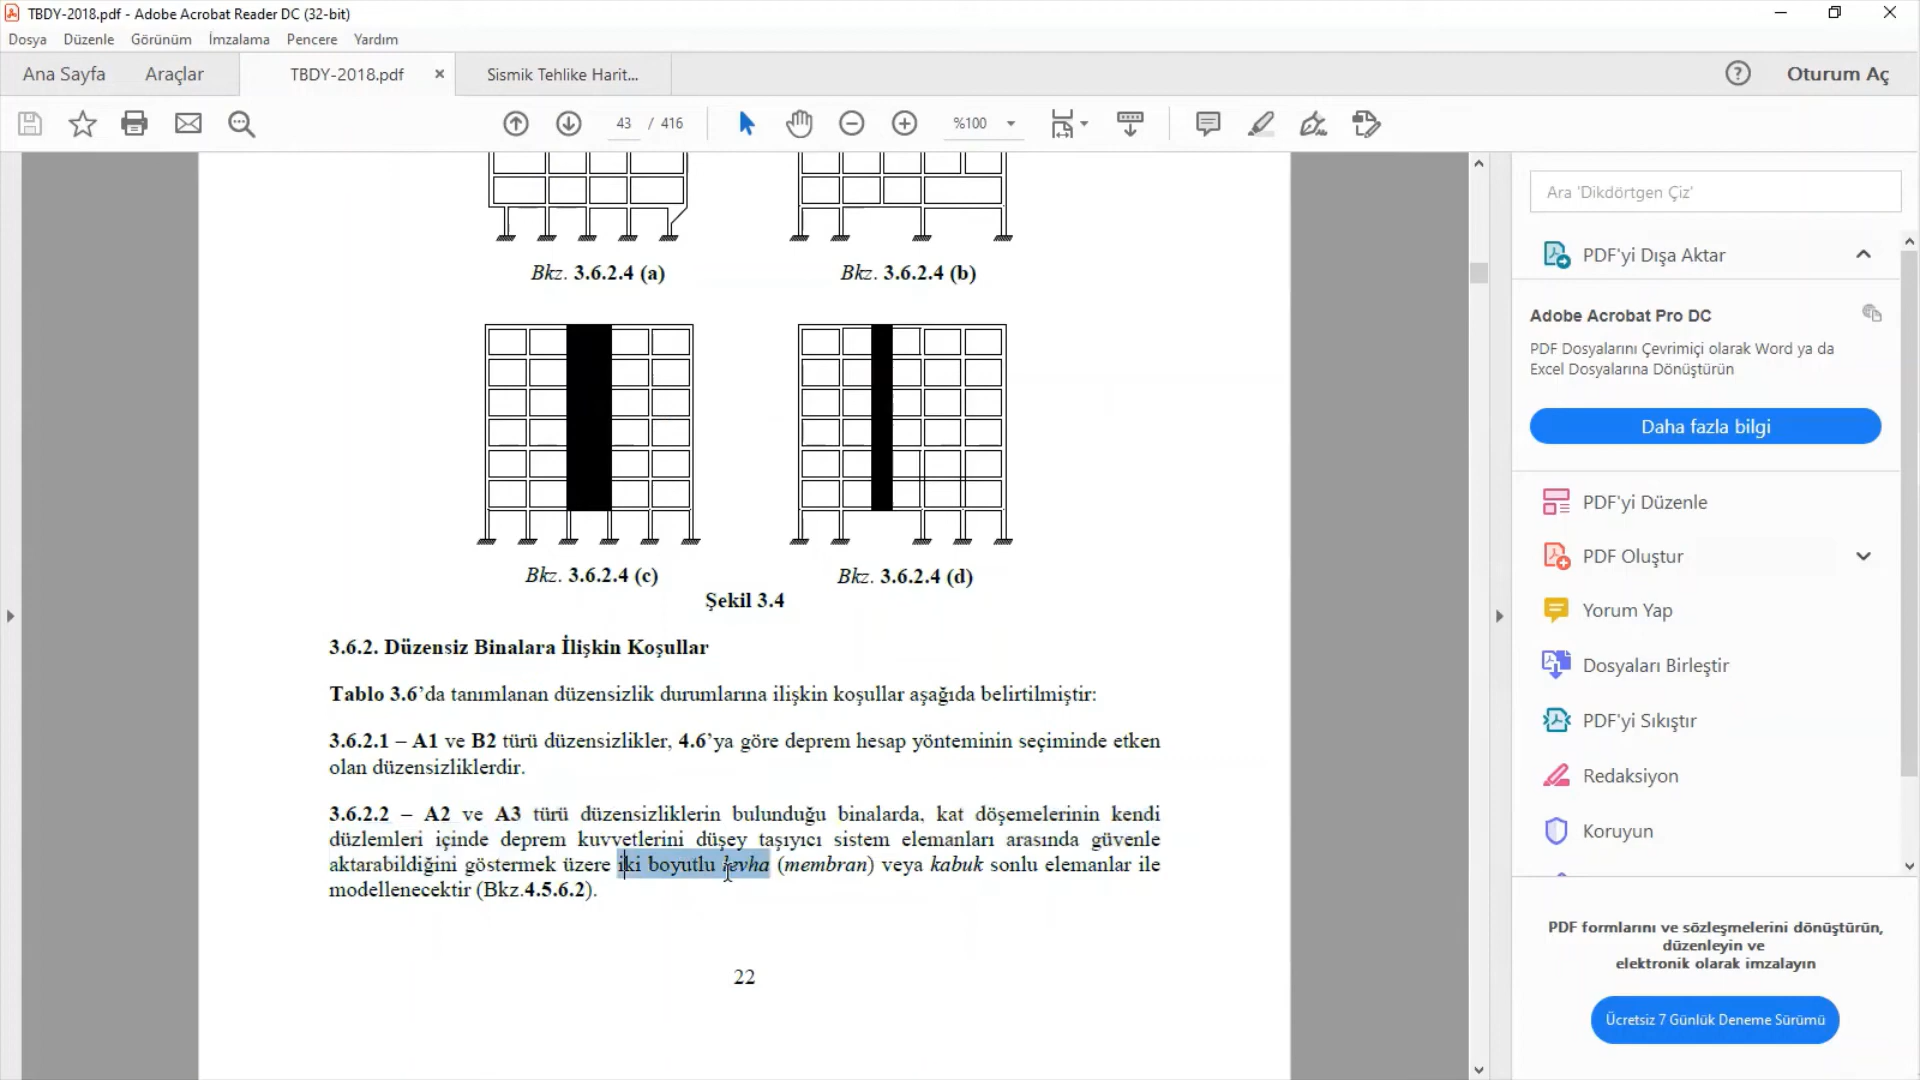 TBDY-2018.pdf - Adobe Acrobat Reader DC (32-bit)
Dosya Düzenle Görünüm İmzalama Pencere Yardım
Ana Sayfa Araçlar TBDY-2018.pdf × Sismik Tehlike Harit... ? Oturum Aç
43 / 416 %100
Bkz. 3.6.2.4 (a) Bkz. 3.6.2.4 (b)
Bkz. 3.6.2.4 (c) Bkz. 3.6.2.4 (d)
Şekil 3.4
3.6.2. Düzensiz Binalara İlişkin Koşullar
Tablo 3.6’da tanımlanan düzensizlik durumlarına ilişkin koşullar aşağıda belirtilmiştir:
3.6.2.1 – A1 ve B2 türü düzensizlikler, 4.6’ya göre deprem hesap yönteminin seçiminde etken
olan düzensizliklerdir.
3.6.2.2 – A2 ve A3 türü düzensizliklerin bulunduğu binalarda, kat döşemelerinin kendi
düzlemleri içinde deprem kuvvetlerini düşey taşıyıcı sistem elemanları arasında güvenle
aktarabildiğini göstermek üzere iki boyutlu levha (membran) veya kabuk sonlu elemanlar ile
modellenecektir (Bkz.4.5.6.2).
22
Ara 'Dikdörtgen Çiz'
PDF'yi Dışa Aktar
Adobe Acrobat Pro DC
PDF Dosyalarını Çevrimiçi olarak Word ya da
Excel Dosyalarına Dönüştürün
Daha fazla bilgi
PDF'yi Düzenle
PDF Oluştur
Yorum Yap
Dosyaları Birleştir
PDF'yi Sıkıştır
Redaksiyon
Koruyun
PDF formlarını ve sözleşmelerini dönüştürün,
düzenleyin ve
elektronik olarak imzalayın
Ücretsiz 7 Günlük Deneme Sürümü